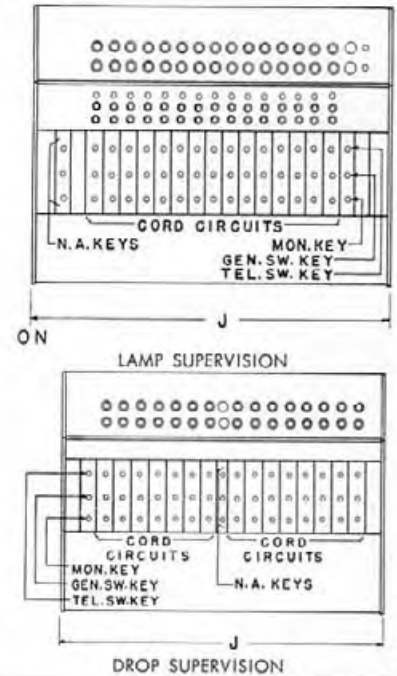 CORD CIRCUITS
N.A. KEYS
MON. KEY
GEN. SW. KEY
TEL. SW. KEY
J
ON
LAMP SUPERVISION
CORD CIRCUITS
CORD CIRCUITS
MON. KEY
GEN. SW. KEY
TEL. SW. KEY
N.A. KEYS
J
DROP SUPERVISION